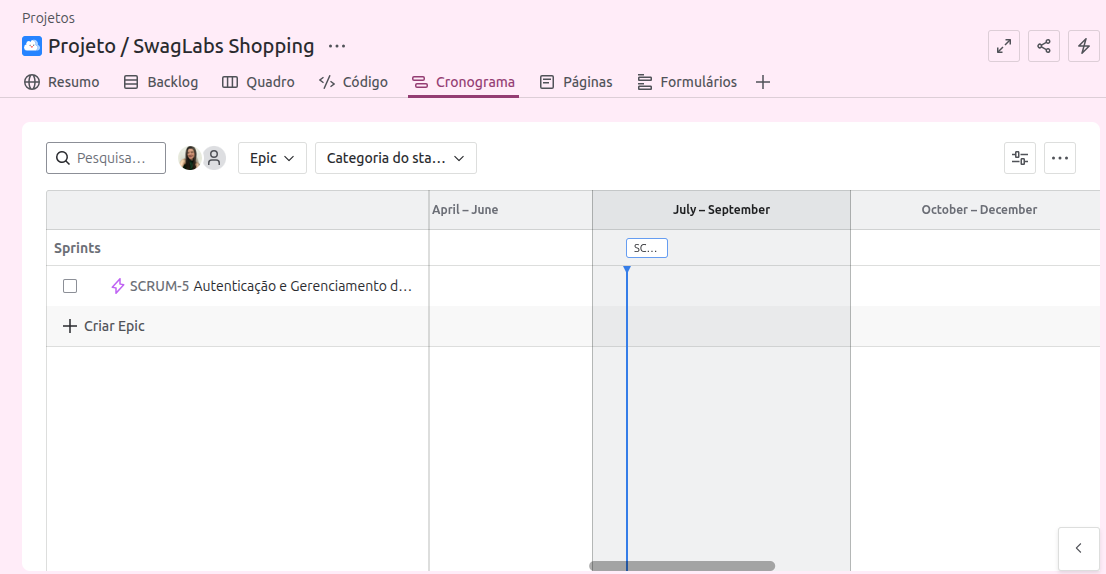 Projetos
Projeto / SwagLabs Shopping
Resumo Backlog Quadro Código Cronograma Páginas Formulários
Pesquisa... Epic Categoria do sta...
April – June July – September October – December
Sprints SC...
SCRUM-5 Autenticação e Gerenciamento d...
Criar Epic